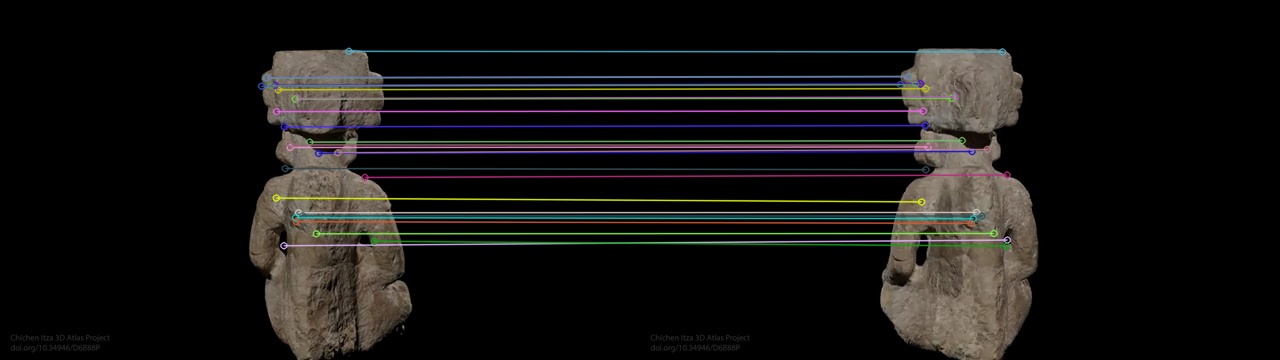 Chichen Itza 3D Atlas Project
doi.org/10.34946/D6B88P
Chichen Itza 3D Atlas Project
doi.org/10.34946/D6B88P